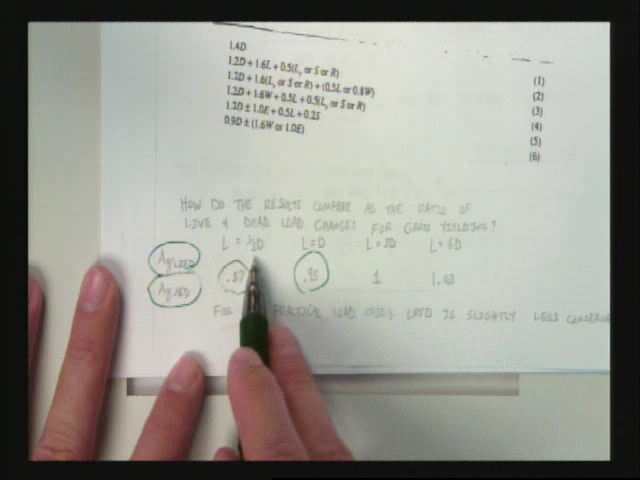 1.4D
1.2D + 1.6L + 0.5(Lr or S or R) (1)
1.2D + 1.6(Lr or S or R) + (0.5L or 0.8W) (2)
1.2D + 1.6W + 0.5L + 0.5(Lr or S or R) (3)
1.2D ± 1.0E + 0.5L + 0.2S (4)
0.9D ± (1.6W or 1.0E) (5)
(6)
HOW DO THE RESULTS COMPARE AS THE RATIO OF
LIVE & DEAD LOAD CHANGES FOR GROSS YIELDING?
L = D L = 3D
Ag LRFD
Ag ASD .87 .95 1
FOR PRACTICAL LOAD CASES LRFD IS SLIGHTLY LESS CONSERV